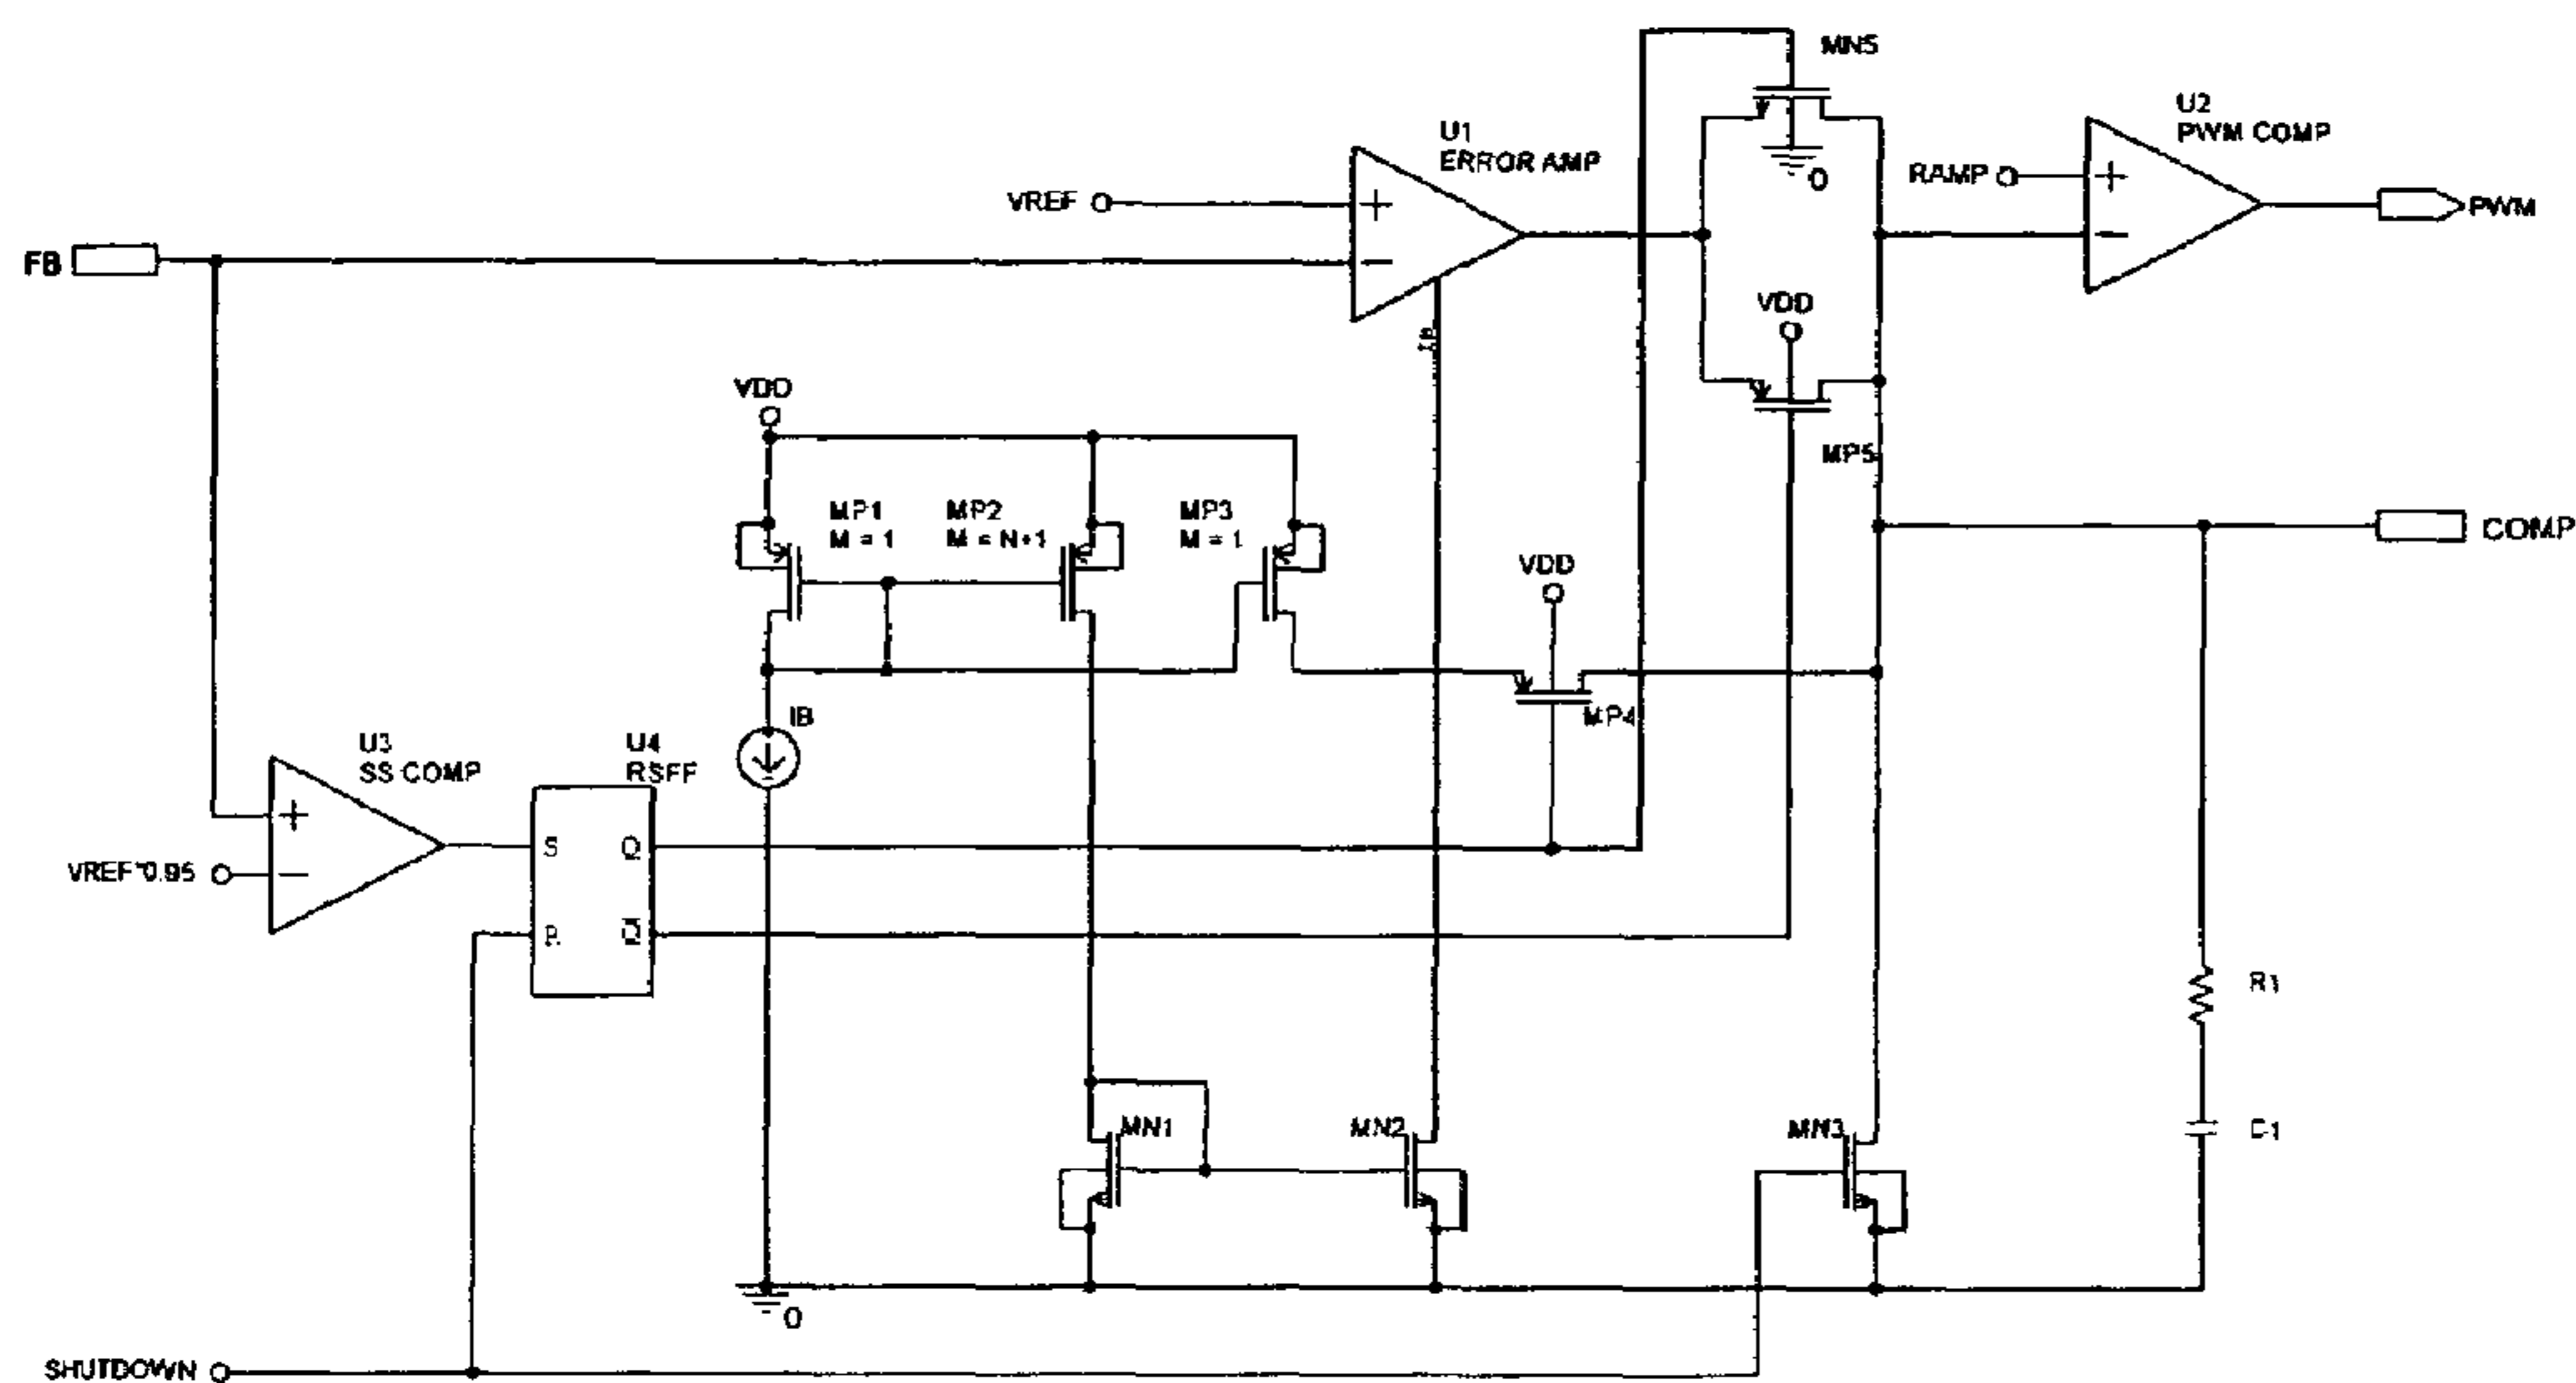 MN5
U2
PWM COMP
U1
ERROR AMP
+
VREF
RAMP
+
PWM
−
−
FB
VDD
IB
VDD
MP5
MP1
M = 1
MP2
M = N+1
MP3
M = 1
COMP
VDD
MP4
IB
U3
SS COMP
U4
RSFF
+
VREF*0.95
−
S
Q
R
Q̅
R1
MN1
MN2
MN3
C1
0
0
SHUTDOWN